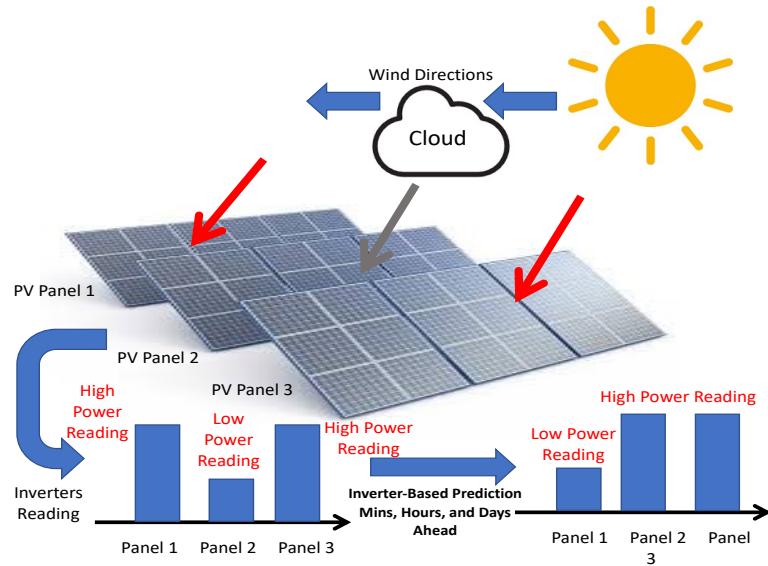 Wind Directions
Cloud
PV Panel 1
PV Panel 2
PV Panel 3
High
Power
Reading
Low
Power
Reading
High Power
Reading
Inverters
Reading
Panel 1
Panel 2
Panel 3
Inverter-Based Prediction
Mins, Hours, and Days
Ahead
High Power Reading
Low Power
Reading
Panel 1
Panel 2
Panel
3